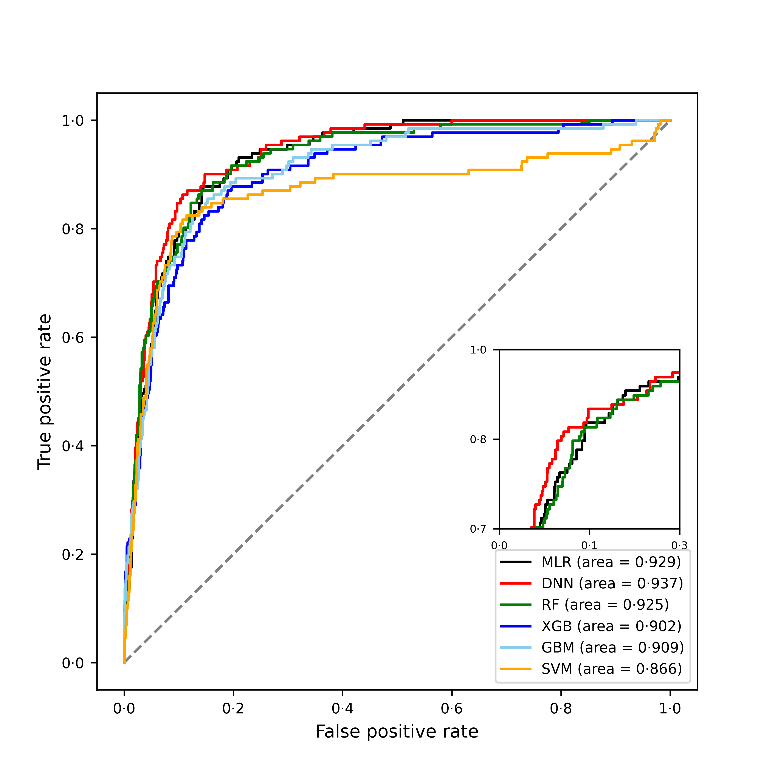 1·0
0·8
0·6
0·4
0·2
0·0
True positive rate
0·0 0·2 0·4 0·6 0·8 1·0
False positive rate
1·0
0·8
0·7
0·0 0·1 0·3
MLR (area = 0·929)
DNN (area = 0·937)
RF (area = 0·925)
XGB (area = 0·902)
GBM (area = 0·909)
SVM (area = 0·866)